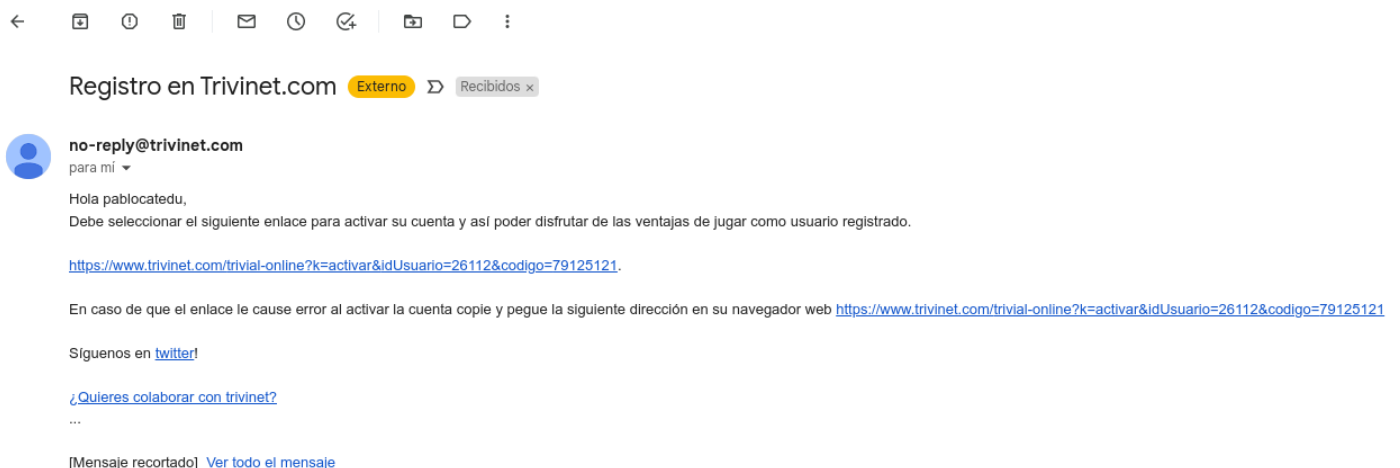 Registro en Trivinet.com Externo Recibidos ×
no-reply@trivinet.com
para mí
Hola pablocatedu,
Debe seleccionar el siguiente enlace para activar su cuenta y así poder disfrutar de las ventajas de jugar como usuario registrado.
https://www.trivinet.com/trivial-online?k=activar&idUsuario=26112&codigo=79125121.
En caso de que el enlace le cause error al activar la cuenta copie y pegue la siguiente dirección en su navegador web https://www.trivinet.com/trivial-online?k=activar&idUsuario=26112&codigo=79125121
Síguenos en twitter!
¿Quieres colaborar con trivinet?
...
[Mensaje recortado] Ver todo el mensaje